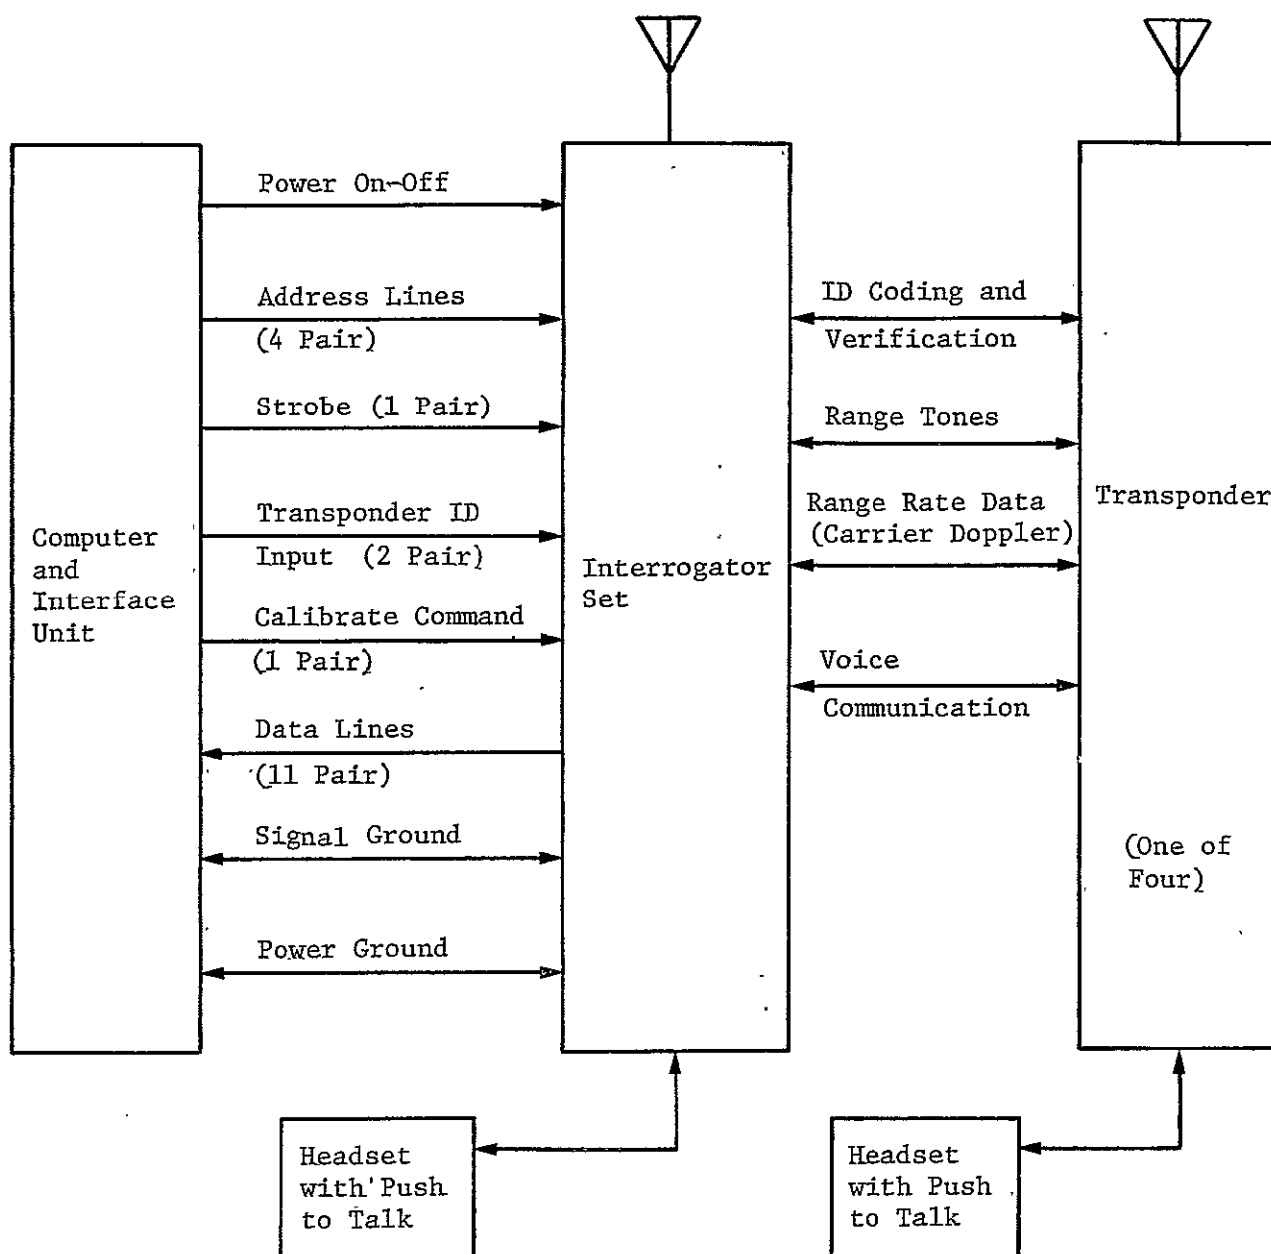 Power On-Off
Address Lines
(4 Pair)
Strobe (1 Pair)
Transponder ID
Input (2 Pair)
Calibrate Command
(1 Pair)
Data Lines
(11 Pair)
Signal Ground
Power Ground
Computer
and
Interface
Unit
Interrogator
Set
ID Coding and
Verification
Range Tones
Range Rate Data
(Carrier Doppler)
Voice
Communication
Transponder
(One of
Four)
Headset
with Push
to Talk
Headset
with Push
to Talk